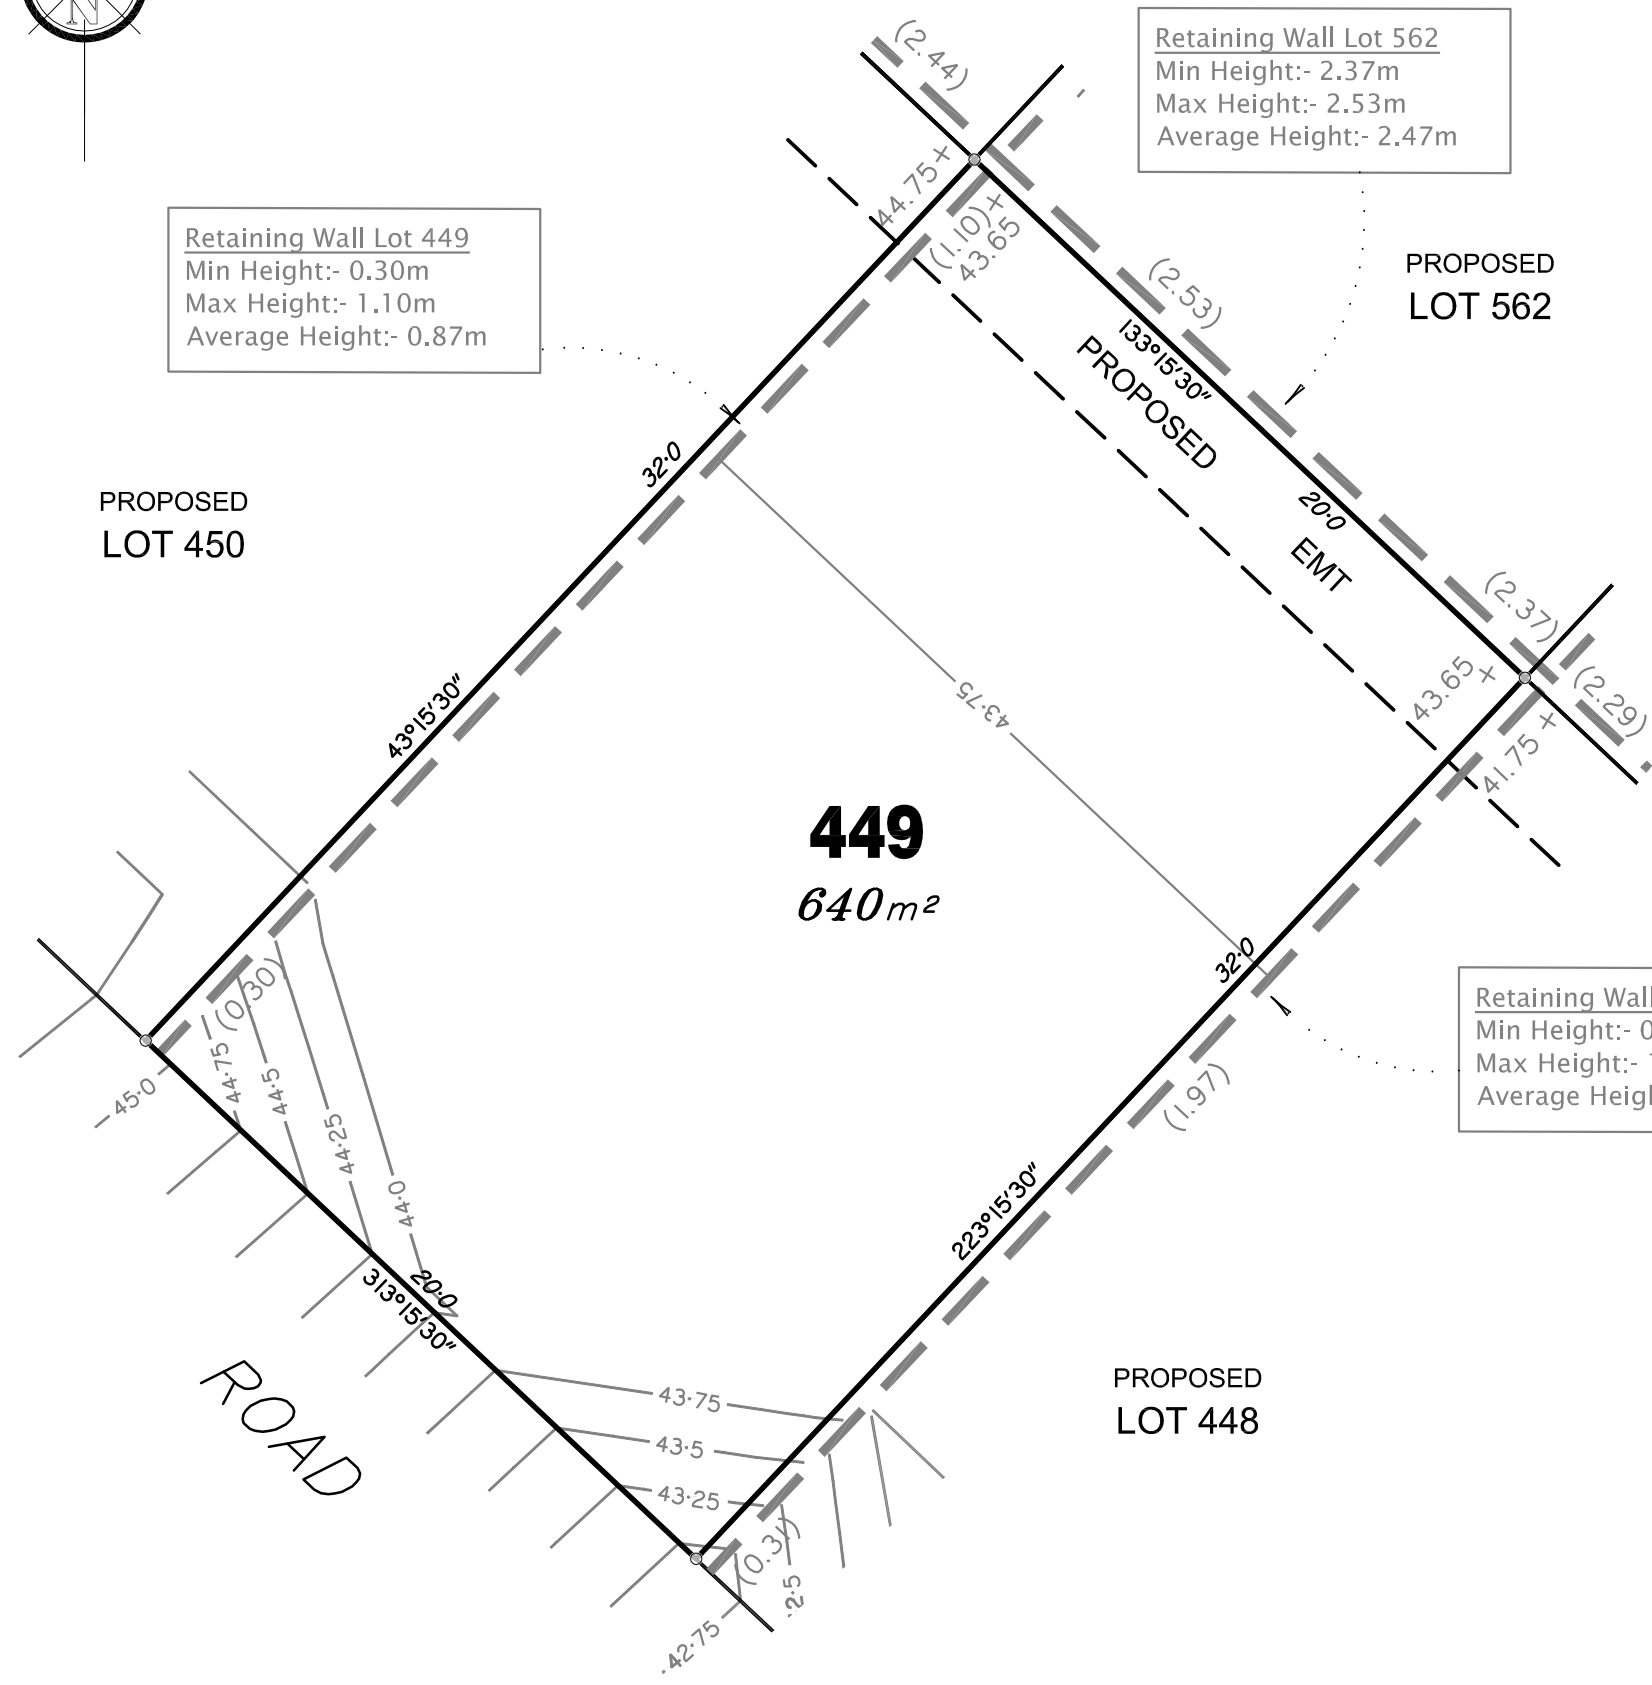 N
(2.44)
Retaining Wall Lot 562
Min Height:- 2.37m
Max Height:- 2.53m
Average Height:- 2.47m
44.75
(1.10)
43.65
Retaining Wall Lot 449
Min Height:- 0.30m
Max Height:- 1.10m
Average Height:- 0.87m
(2.53)
PROPOSED
LOT 562
133°15'30"
PROPOSED
20·0
EMT
32·0
PROPOSED
LOT 450
(2.37)
43.65
(2.29)
41.75
43·75
43°15'30"
449
640m²
32·0
Retaining Wall
Min Height:- 0
Max Height:-
Average Heigh
(0.30)
45·0
44·75
44·5
44·25
44·0
(1.97)
223°15'30"
20·0
313°15'30"
ROAD
43·75
43·5
43·25
PROPOSED
LOT 448
(0.31)
2·5
42·75